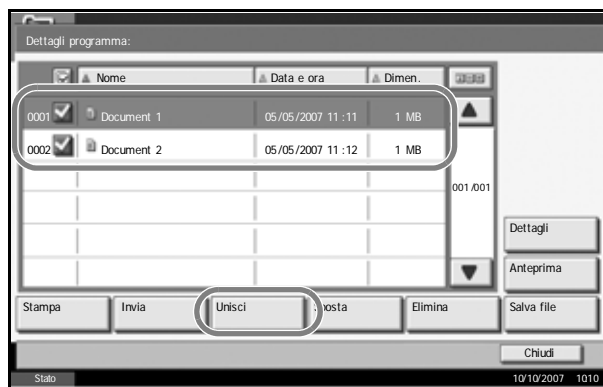 Dettagli programma:
Nome Data e ora Dimen.
0001 Document 1 05/05/2007 11:11 1 MB
0002 Document 2 05/05/2007 11:12 1 MB
001/001
Dettagli
Anteprima
Stampa Invia Unisci Elimina Salva file
Chiudi
Stato 10/10/2007 1010